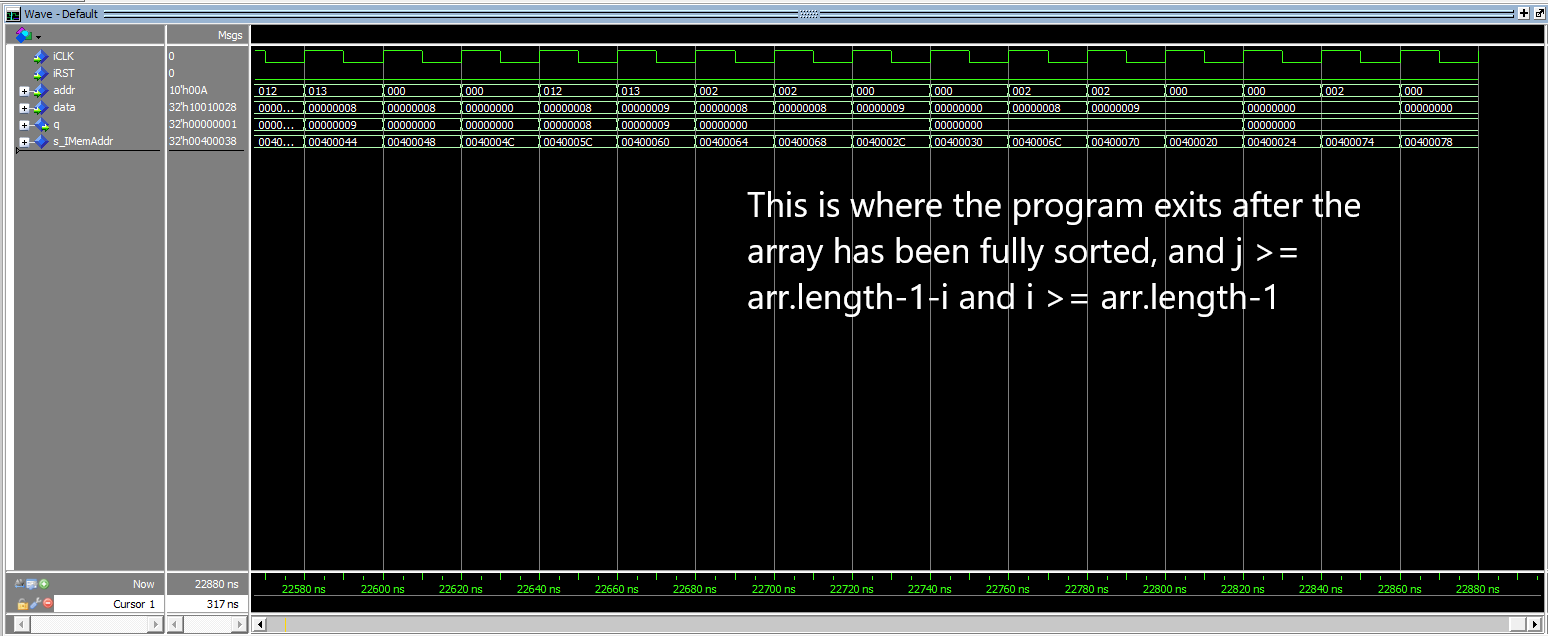 Wave - Default
Msgs
iCLK 0
iRST 0
addr 10'h00A 012 013 000 000 012 013 002 002 000 000 002 002 000 000 002 000
data 32'h10010028 0000... 00000008 00000008 00000000 00000008 00000009 00000008 00000008 00000009 00000000 00000008 00000009 00000000 00000000
q 32'h00000001 0000... 00000009 00000000 00000000 00000008 00000009 00000000 00000000 00000000
s_IMemAddr 32'h00400038 0040... 00400044 00400048 0040004C 0040005C 00400060 00400064 00400068 0040002C 00400030 0040006C 00400070 00400020 00400024 00400074 00400078
This is where the program exits after the
array has been fully sorted, and j >=
arr.length-1-i and i >= arr.length-1
Now 22880 ns 22580 ns 22600 ns 22620 ns 22640 ns 22660 ns 22680 ns 22700 ns 22720 ns 22740 ns 22760 ns 22780 ns 22800 ns 22820 ns 22840 ns 22860 ns 22880 ns
Cursor 1 317 ns